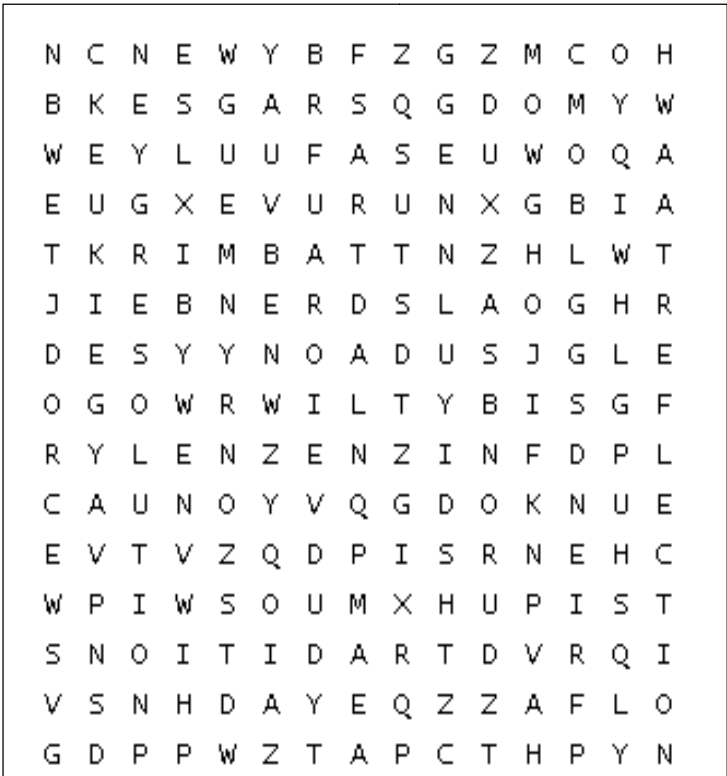 N C N E W Y B F Z G Z M C O H
B K E S G A R S Q G D O M Y W
W E Y L U U F A S E U W O Q A
E U G X E V U R U N X G B I A
T K R I M B A T T N Z H L W T
J I E B N E R D S L A O G H R
D E S Y Y N O A D U S J G L E
O G O W R W I L T Y B I S G F
R Y L E N Z E N Z I N F D P L
C A U N O Y V Q G D O K N U E
E V T V Z Q D P I S R N E H C
W P I W S O U M X H U P I S T
S N O I T I D A R T D V R Q I
V S N H D A Y E Q Z Z A F L O
G D P P W Z T A P C T H P Y N